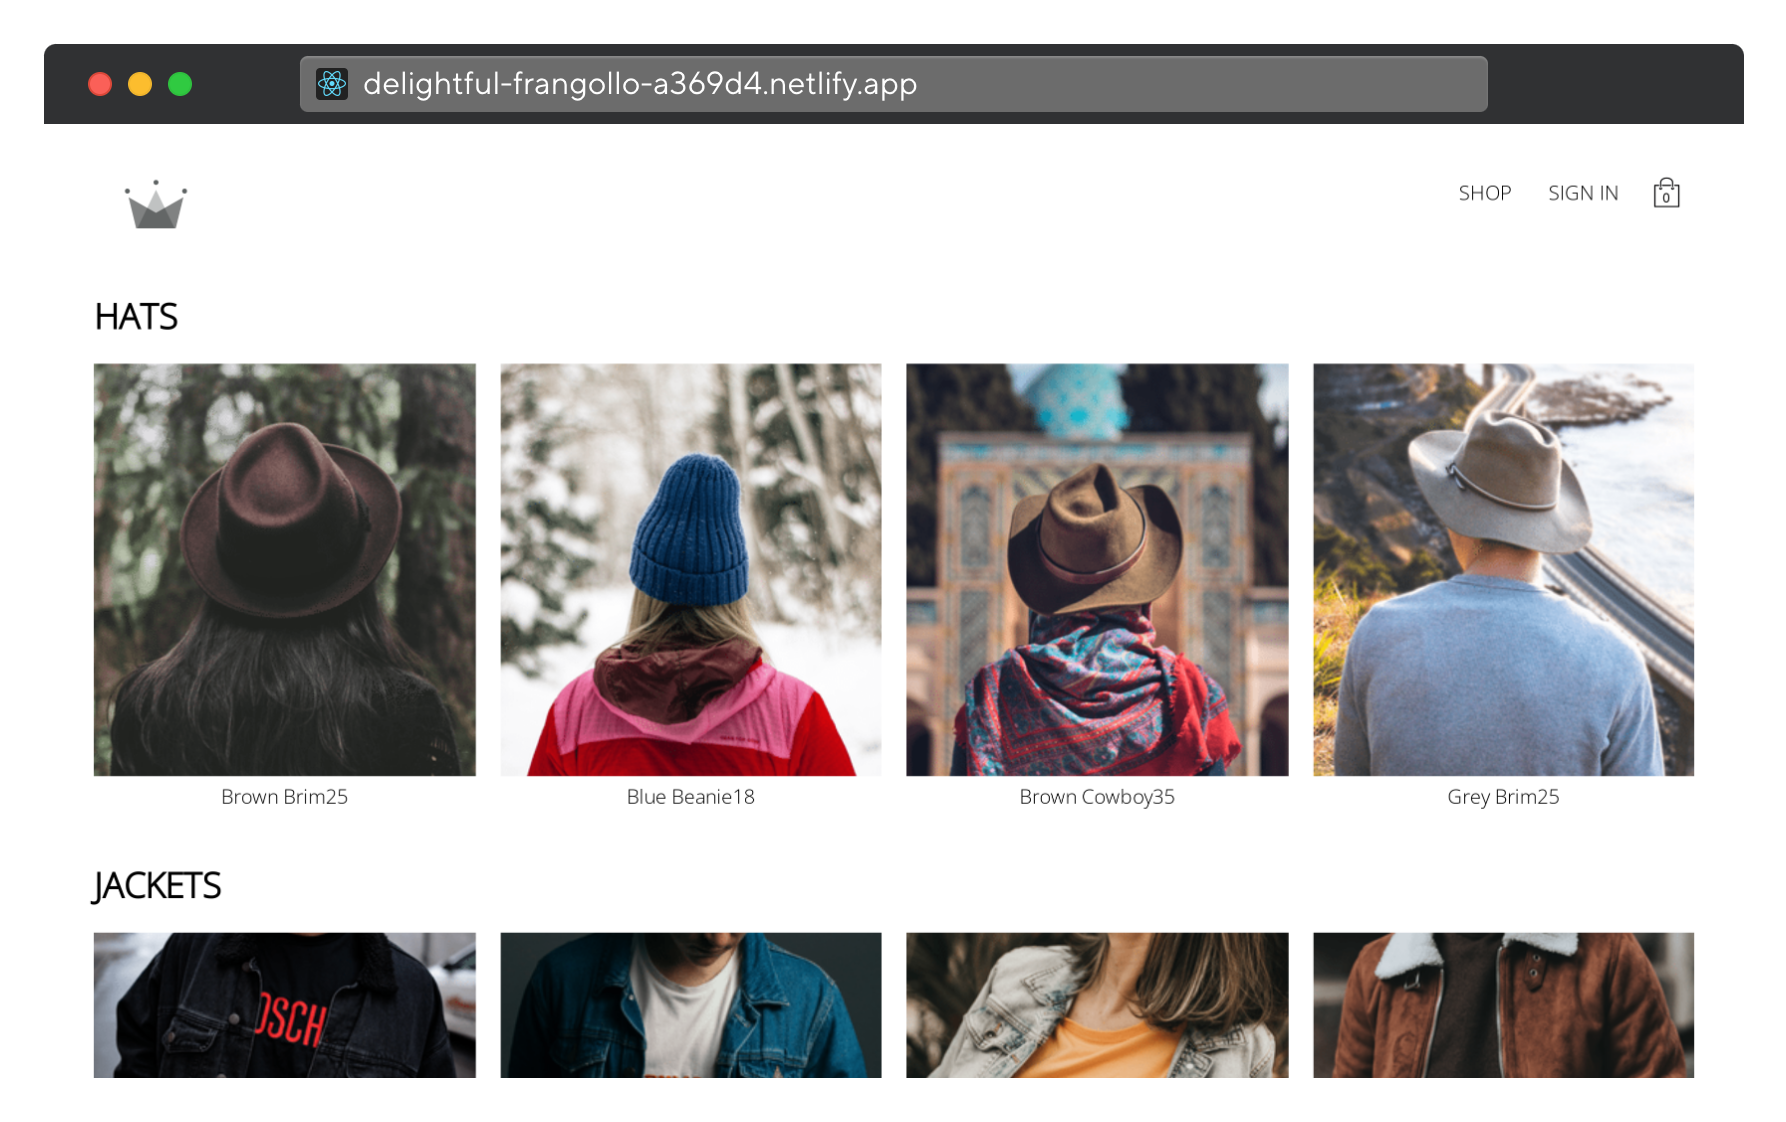 delightful-frangollo-a369d4.netlify.app
SHOP SIGN IN 0
HATS
Brown Brim25 Blue Beanie18 Brown Cowboy35 Grey Brim25
JACKETS
OSCH